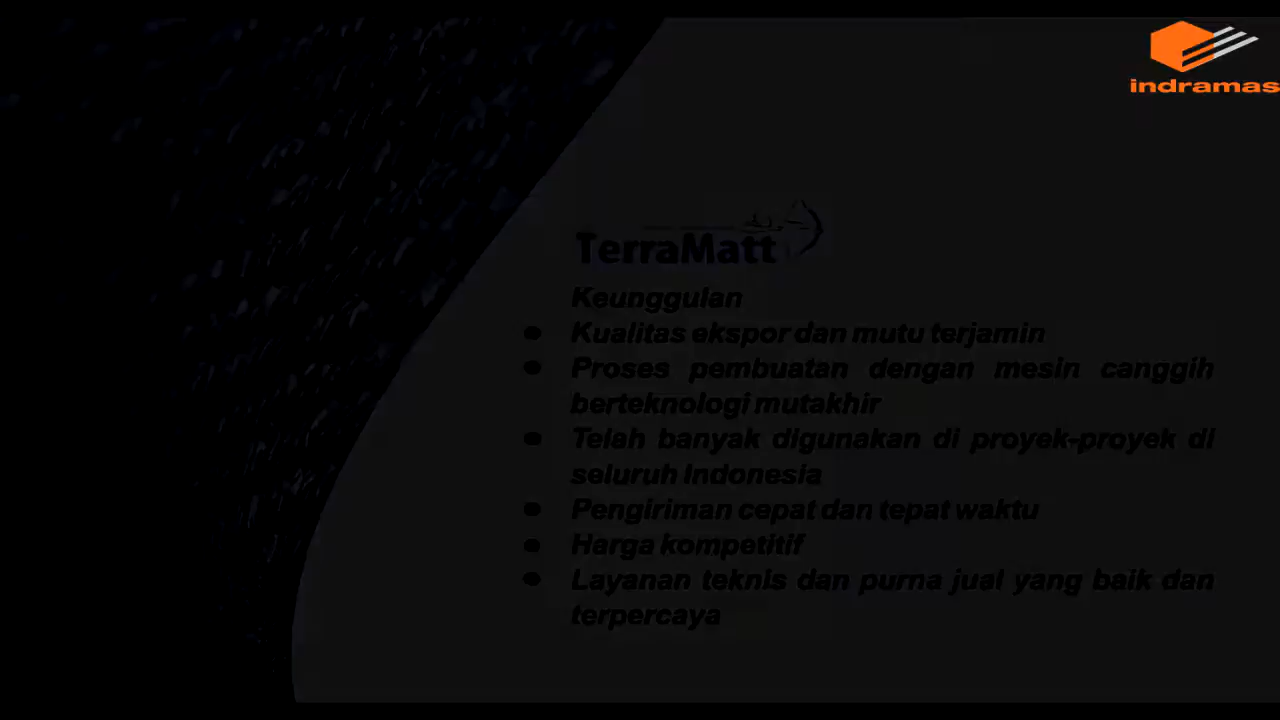 indramas
TerraMatt
Keunggulan
● Kualitas ekspor dan mutu terjamin
● Proses pembuatan dengan mesin canggih
berteknologi mutakhir
● Telah banyak digunakan di proyek-proyek di
seluruh Indonesia
● Pengiriman cepat dan tepat waktu
● Harga kompetitif
● Layanan teknis dan purna jual yang baik dan
terpercaya